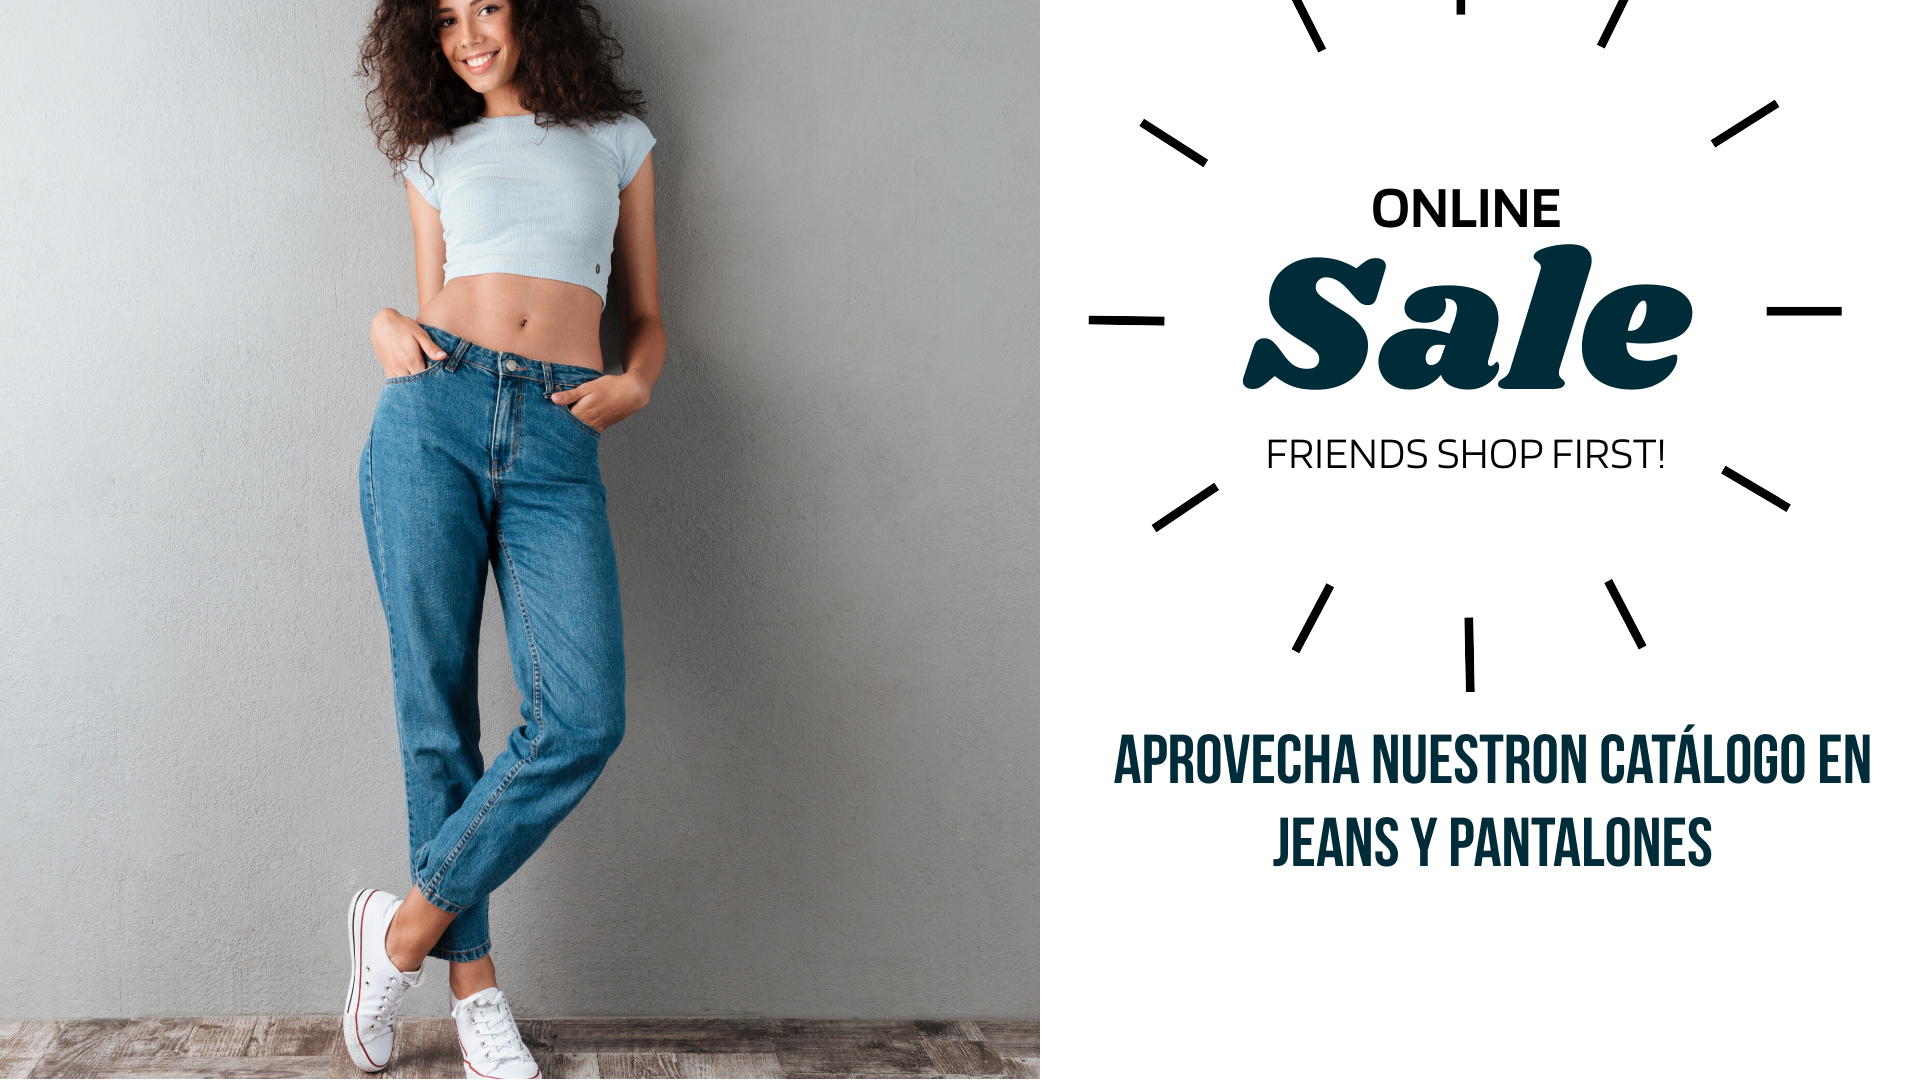 ONLINE
Sale
FRIENDS SHOP FIRST!
APROVECHA NUESTRON CATÁLOGO EN
JEANS Y PANTALONES